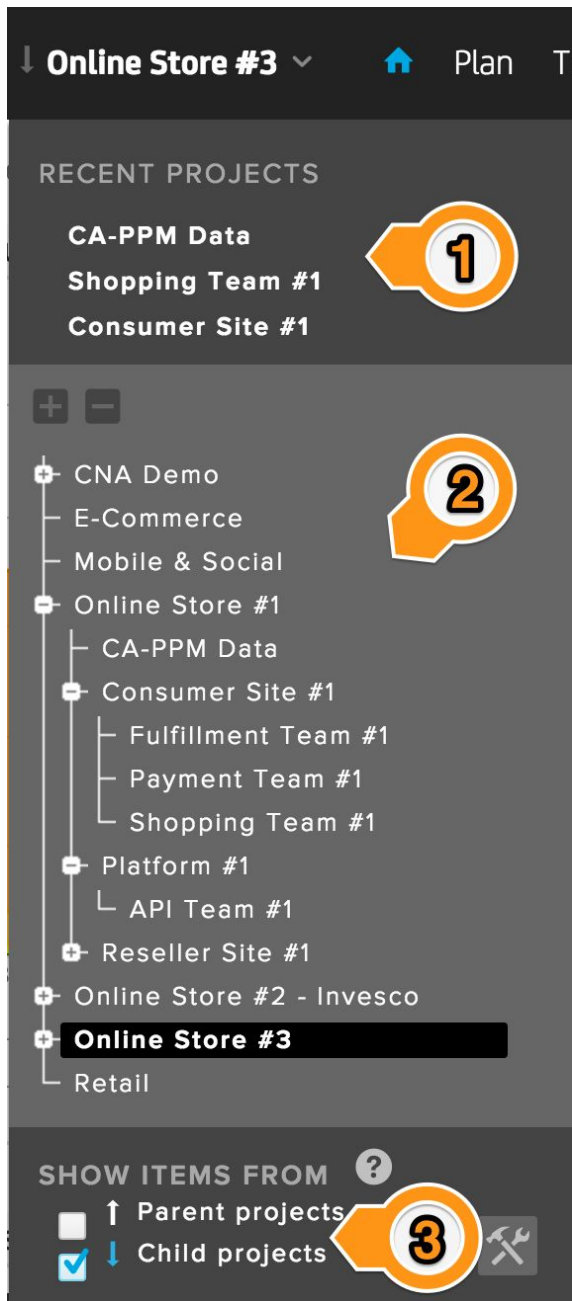 Online Store #3 Plan T
RECENT PROJECTS
CA-PPM Data
Shopping Team #1
Consumer Site #1
1
2
CNA Demo
E-Commerce
Mobile & Social
Online Store #1
CA-PPM Data
Consumer Site #1
Fulfillment Team #1
Payment Team #1
Shopping Team #1
Platform #1
API Team #1
Reseller Site #1
Online Store #2 - Invesco
Online Store #3
Retail
SHOW ITEMS FROM ?
Parent projects
Child projects
3